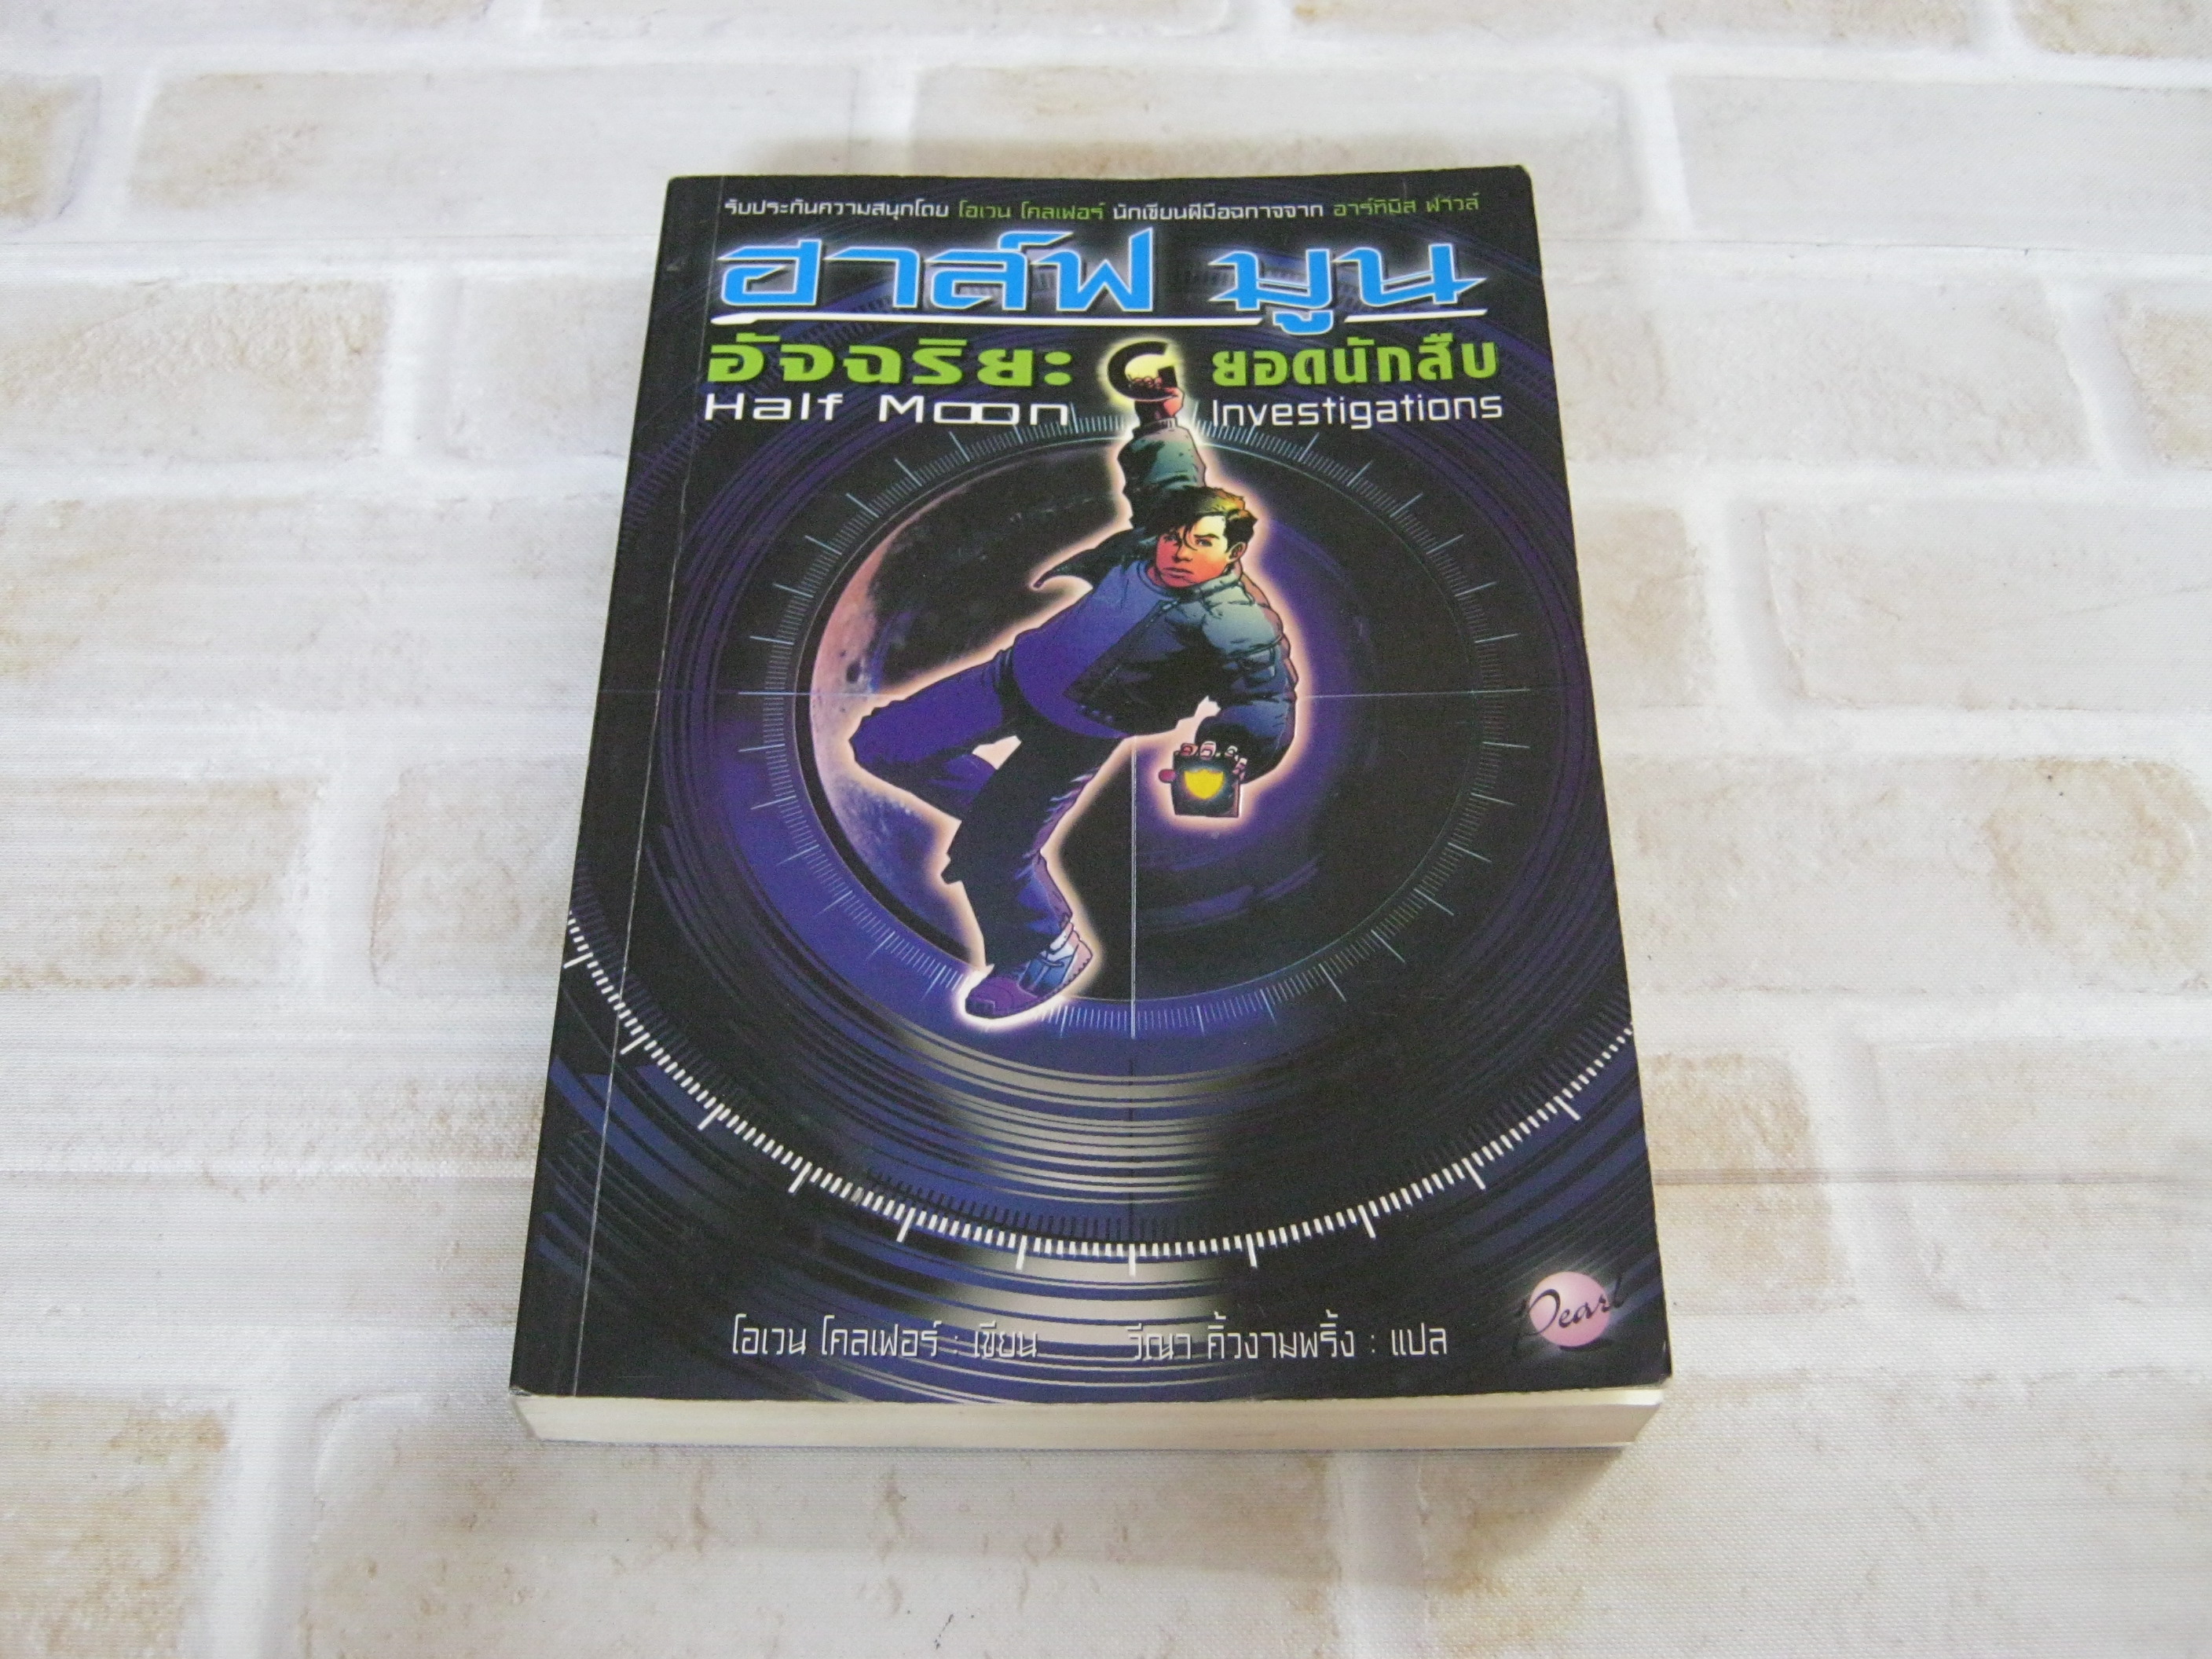 รับประกันความสนุกโดย โอเวน โคลเฟอร์ นักเขียนฝีมือฉกาจจาก อาร์ทิมิส ฟาวล์
ฮาล์ฟ มูน
อัจฉริยะ ยอดนักสืบ
Half Moon Investigations
โอเวน โคลเฟอร์ : เขียน วีณา คิ้วงามพริ้ง : แปล
Pearl